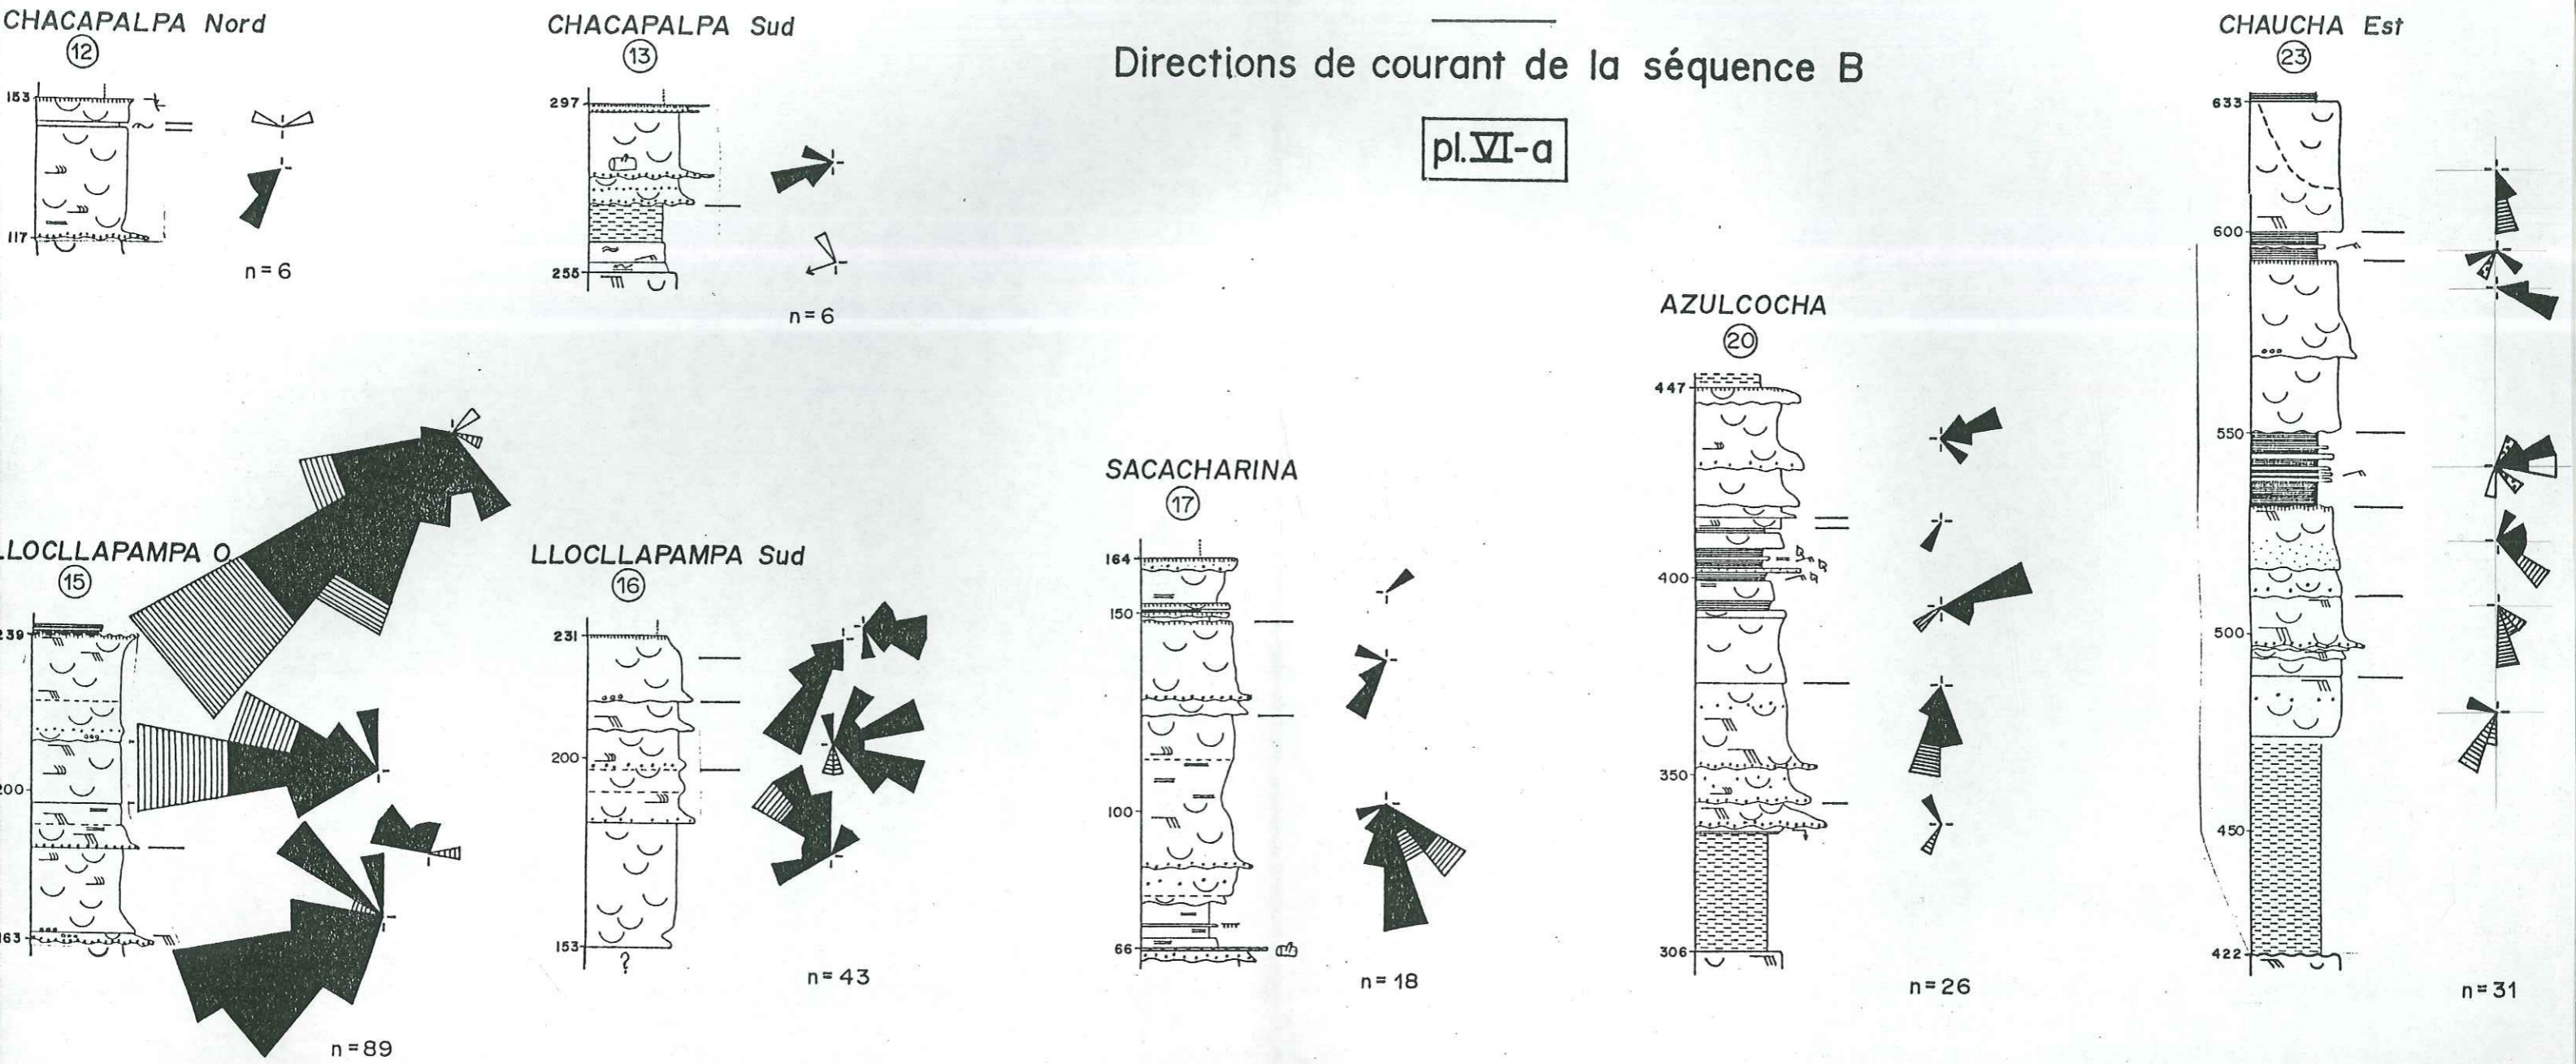 CHACAPALPA Nord
12
153
117
n=6
CHACAPALPA Sud
13
297
255
n=6
Directions de courant de la séquence B
pl.VI-a
CHAUCHA Est
23
633
600
550
500
450
422
n=31
AZULCOCHA
20
447
400
350
306
n=26
SACACHARINA
17
164
150
100
66
n=18
LLOCLLAPAMPA O
15
239
200
163
n=89
LLOCLLAPAMPA Sud
16
231
200
153
?
n=43